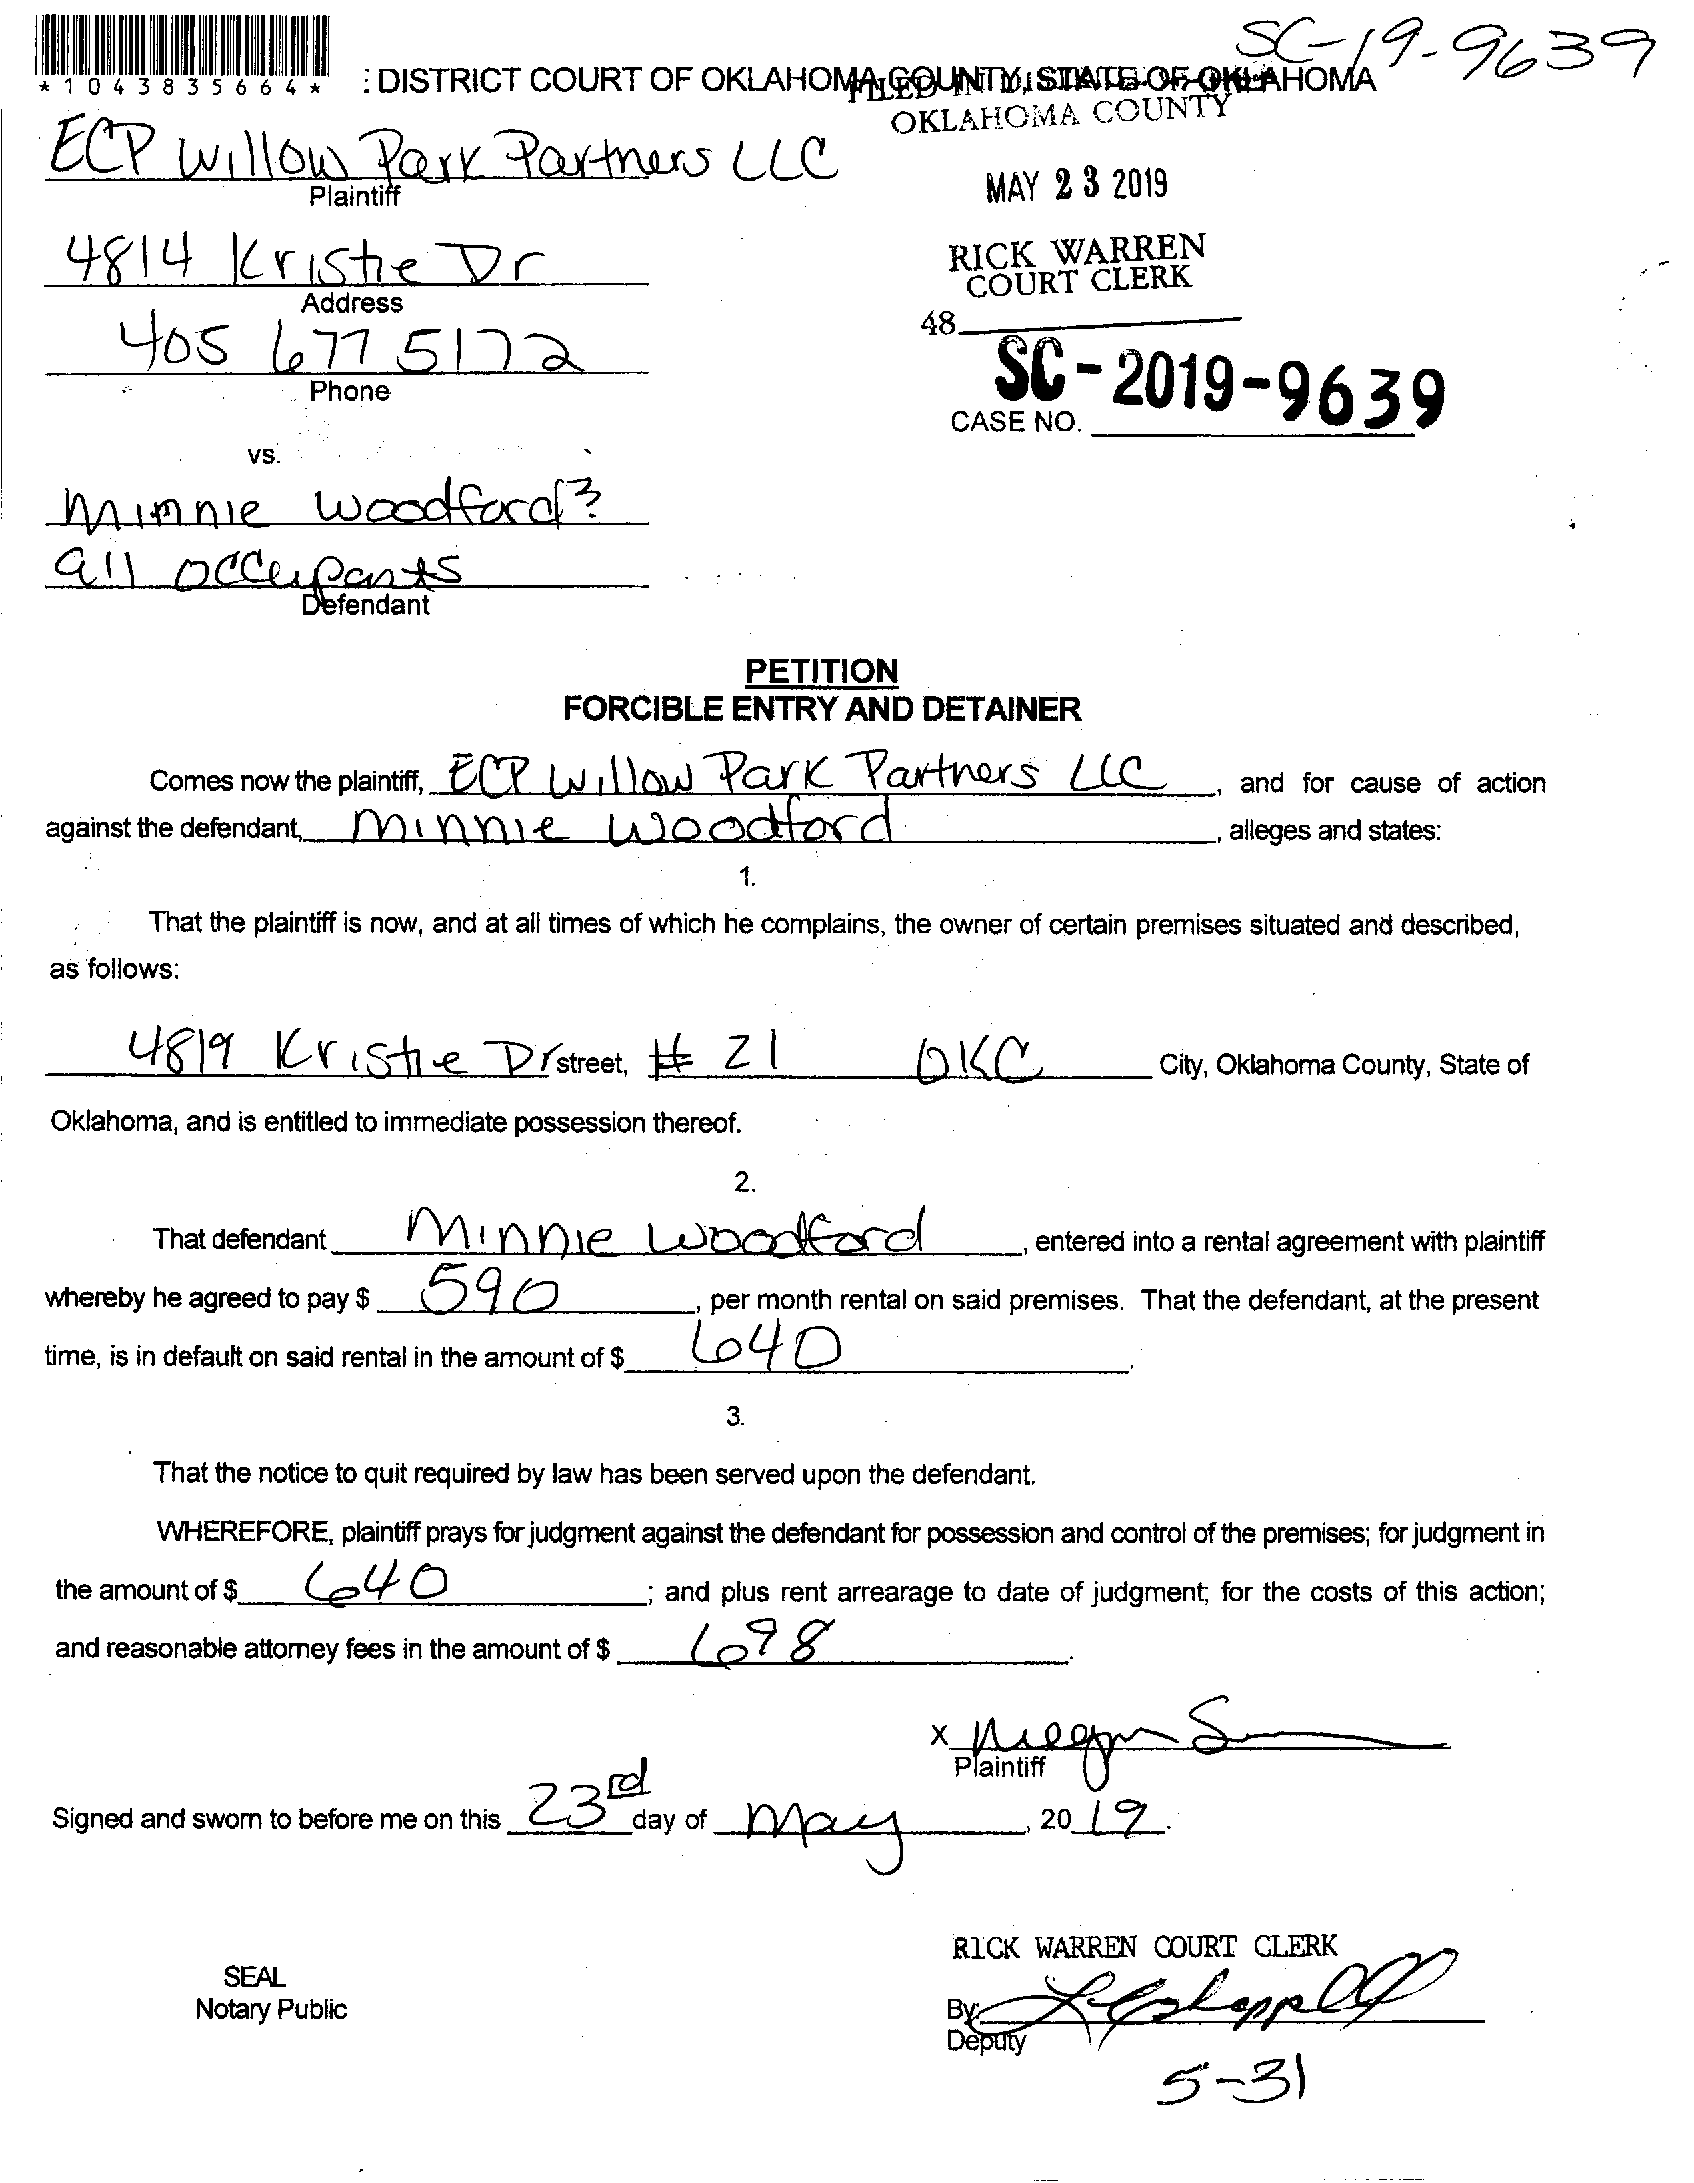 SC-19-9639
*1043835664*
: DISTRICT COURT OF OKLAHOMA COUNTY, STATE OF OKLAHOMA
FILED IN DISTRICT
OKLAHOMA COUNTY
ECP Willow Park Partners LLC
Plaintiff
MAY 23 2019
4814 Kristie Dr
Address
RICK WARREN
COURT CLERK
405 677 5172
Phone
48
SC-2019-9639
CASE NO.
vs.
Minnie Woodford ?
all occupants
Defendant
PETITION
FORCIBLE ENTRY AND DETAINER
Comes now the plaintiff, ECP Willow Park Partners LLC, and for cause of action
against the defendant, Minnie Woodford, alleges and states:
1.
That the plaintiff is now, and at all times of which he complains, the owner of certain premises situated and described,
as follows:
4819 Kristie Dr street, # 21 OKC City, Oklahoma County, State of
Oklahoma, and is entitled to immediate possession thereof.
2.
That defendant Minnie Woodford, entered into a rental agreement with plaintiff
whereby he agreed to pay $ 590, per month rental on said premises. That the defendant, at the present
time, is in default on said rental in the amount of $ 640.
3.
That the notice to quit required by law has been served upon the defendant.
WHEREFORE, plaintiff prays for judgment against the defendant for possession and control of the premises; for judgment in
the amount of $ 640; and plus rent arrearage to date of judgment; for the costs of this action;
and reasonable attorney fees in the amount of $ 698.
x Megan S
Plaintiff
Signed and sworn to before me on this 23rd day of May, 2019.
RICK WARREN COURT CLERK
SEAL
Notary Public
By:
Deputy
5-31